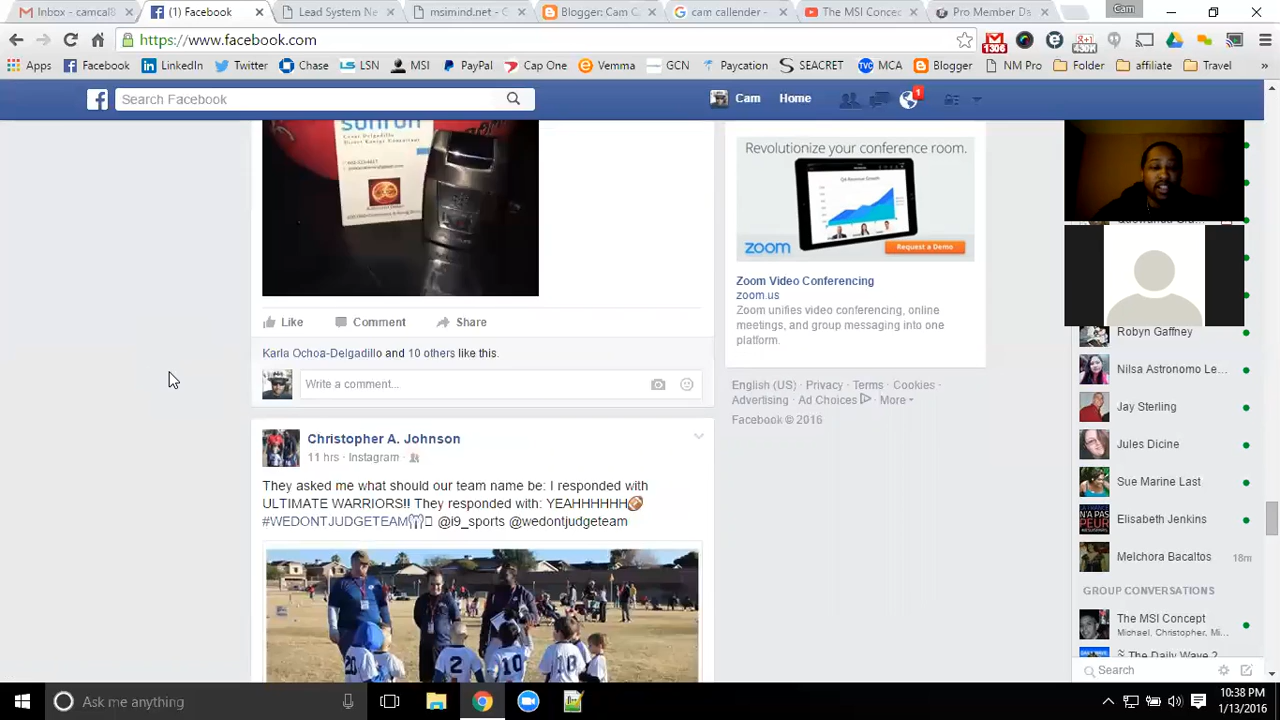 Inbox - camcal8
(1) Facebook
Lead System Ne
msimind.net - G
Blogger: Cam C
cam callender -
The MSI Concep
Pro Member Da
Cam
https://www.facebook.com
1306
430K
Apps
Facebook
LinkedIn
Twitter
Chase
LSN
MSI
PayPal
Cap One
Vemma
GCN
Paycation
SEACRET
MCA
Blogger
NM Pro
Folder
affiliate
Travel
Search Facebook
Cam
Home
1
Revolutionize your conference room.
zoom
Request a Demo
Zoom Video Conferencing
zoom.us
Zoom unifies video conferencing, online
meetings, and group messaging into one
platform.
Like
Comment
Share
Karla Ochoa-Delgadillo and 10 others like this.
Write a comment...
English (US) · Privacy · Terms · Cookies ·
Advertising · Ad Choices · More
Facebook © 2016
Christopher A. Johnson
11 hrs · Instagram ·
They asked me what should our team name be: I responded with
ULTIMATE WARRIORS!! They responded with: YEAHHHHHH🏈
#WEDONTJUDGETEAM @i9_sports @wedontjudgeteam
20
2
10
Robyn Gaffney
Nilsa Astronomo Le...
Jay Sterling
Jules Dicine
Sue Marine Last
Elisabeth Jenkins
Melchora Bacaltos
18m
GROUP CONVERSATIONS
The MSI Concept
Michael, Christopher, Mi...
The Daily Wave 2
Search
Ask me anything
10:38 PM
1/13/2016